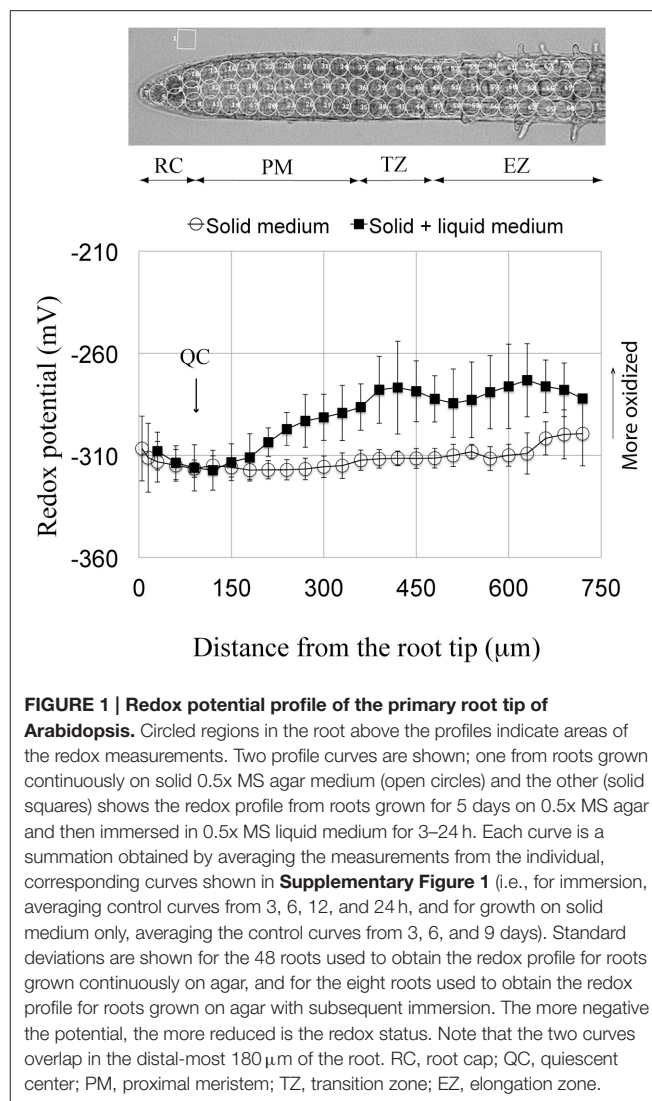 RC PM TZ EZ
Solid medium Solid + liquid medium
-210
-260
-310
-360
Redox potential (mV)
QC
More oxidized
0 150 300 450 600 750
Distance from the root tip (µm)
FIGURE 1 | Redox potential profile of the primary root tip of
Arabidopsis. Circled regions in the root above the profiles indicate areas of
the redox measurements. Two profile curves are shown; one from roots grown
continuously on solid 0.5x MS agar medium (open circles) and the other (solid
squares) shows the redox profile from roots grown for 5 days on 0.5x MS agar
and then immersed in 0.5x MS liquid medium for 3–24 h. Each curve is a
summation obtained by averaging the measurements from the individual,
corresponding curves shown in Supplementary Figure 1 (i.e., for immersion,
averaging control curves from 3, 6, 12, and 24 h, and for growth on solid
medium only, averaging the control curves from 3, 6, and 9 days). Standard
deviations are shown for the 48 roots used to obtain the redox profile for roots
grown continuously on agar, and for the eight roots used to obtain the redox
profile for roots grown on agar with subsequent immersion. The more negative
the potential, the more reduced is the redox status. Note that the two curves
overlap in the distal-most 180 µm of the root. RC, root cap; QC, quiescent
center; PM, proximal meristem; TZ, transition zone; EZ, elongation zone.